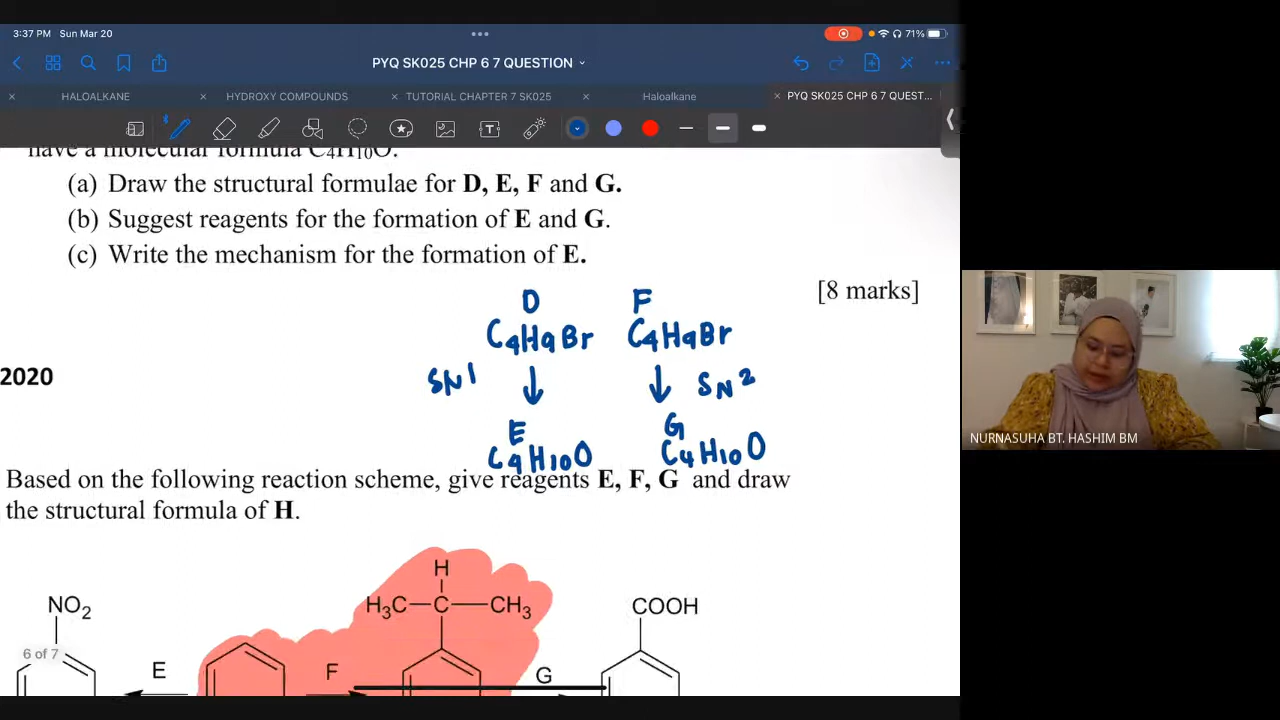 3:37 PM Sun Mar 20
71%
PYQ SK025 CHP 6 7 QUESTION
HALOALKANE
HYDROXY COMPOUNDS
TUTORIAL CHAPTER 7 SK025
Haloalkane
PYQ SK025 CHP 6 7 QUEST...
have a molecular formula C₄H₁₀O.
(a) Draw the structural formulae for D, E, F and G.
(b) Suggest reagents for the formation of E and G.
(c) Write the mechanism for the formation of E.
[8 marks]
D F
C₄H₉Br C₄H₉Br
SN1 ↓ ↓ SN2
E G
C₄H₁₀O C₄H₁₀O
2020
Based on the following reaction scheme, give reagents E, F, G and draw
the structural formula of H.
H
NO₂ H₃C—C—CH₃ COOH
6 of 7
E F G
NURNASUHA BT. HASHIM BM